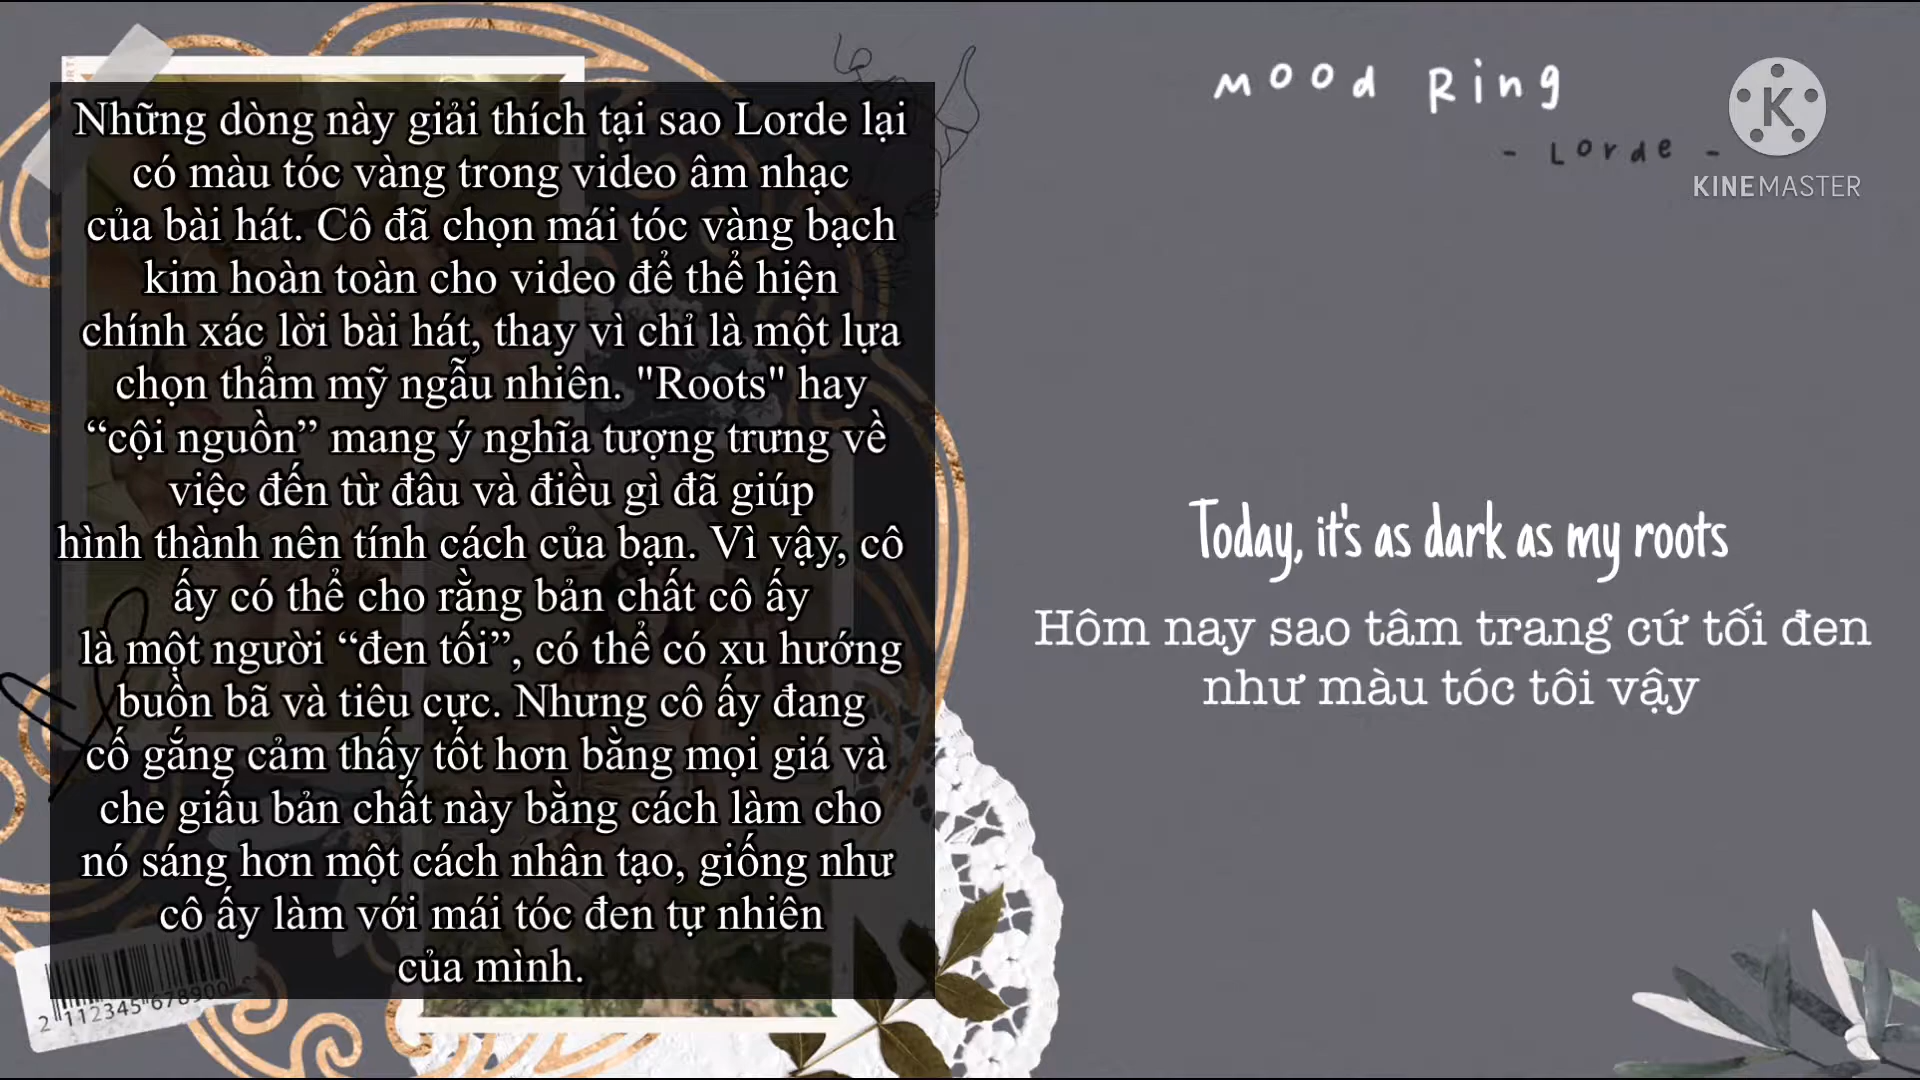 Những dòng này giải thích tại sao Lorde lại
có màu tóc vàng trong video âm nhạc
của bài hát. Cô đã chọn mái tóc vàng bạch
kim hoàn toàn cho video để thể hiện
chính xác lời bài hát, thay vì chỉ là một lựa
chọn thẩm mỹ ngẫu nhiên. "Roots" hay
“cội nguồn” mang ý nghĩa tượng trưng về
việc đến từ đâu và điều gì đã giúp
hình thành nên tính cách của bạn. Vì vậy, cô
ấy có thể cho rằng bản chất cô ấy
là một người “đen tối”, có thể có xu hướng
buồn bã và tiêu cực. Nhưng cô ấy đang
cố gắng cảm thấy tốt hơn bằng mọi giá và
che giấu bản chất này bằng cách làm cho
nó sáng hơn một cách nhân tạo, giống như
cô ấy làm với mái tóc đen tự nhiên
của mình.
Mood Ring
- Lorde -
K
KINEMASTER
Today, it's as dark as my roots
Hôm nay sao tâm trang cứ tối đen
như màu tóc tôi vậy
2 112345 678900